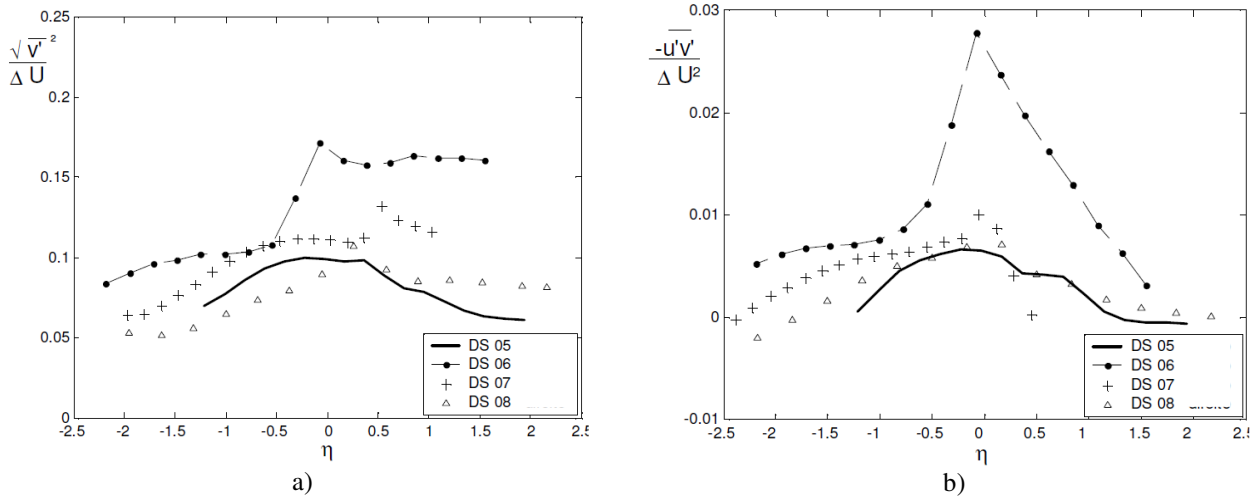 0.25
√ v' ²
Δ U
0.2
0.15
0.1
0.05
0
-2.5 -2 -1.5 -1 -0.5 0 0.5 1 1.5 2 2.5
η
DS 05
DS 06
DS 07
DS 08
a)
0.03
-u'v'
Δ U²
0.02
0.01
0
-0.01
-2.5 -2 -1.5 -1 -0.5 0 0.5 1 1.5 2 2.5
η
DS 05
DS 06
DS 07
DS 08
b)